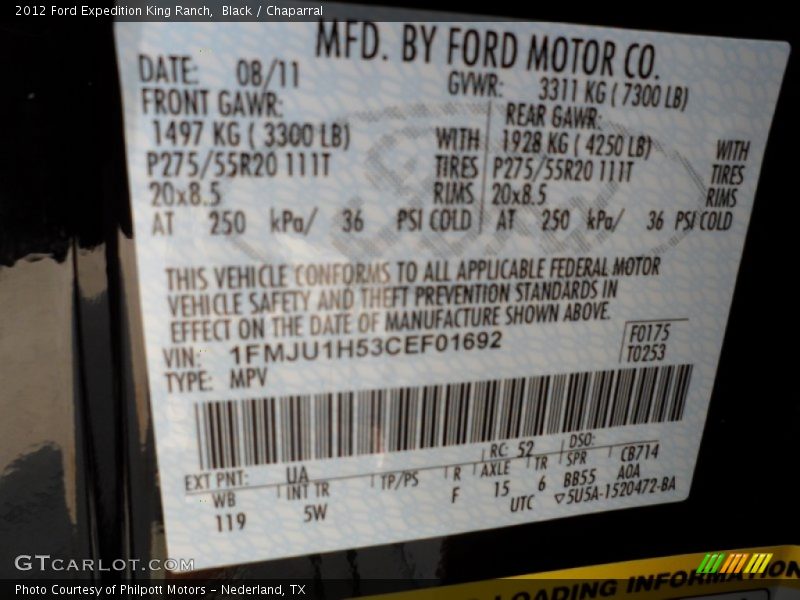 2012 Ford Expedition King Ranch, Black / Chaparral
MFD. BY FORD MOTOR CO.
DATE: 08/11 GVWR: 3311 KG ( 7300 LB)
FRONT GAWR: REAR GAWR:
1497 KG ( 3300 LB) WITH 1928 KG ( 4250 LB) WITH
P275/55R20 111T TIRES P275/55R20 111T TIRES
20x8.5 RIMS 20x8.5 RIMS
AT 250 kPa/ 36 PSI COLD AT 250 kPa/ 36 PSI COLD
THIS VEHICLE CONFORMS TO ALL APPLICABLE FEDERAL MOTOR
VEHICLE SAFETY AND THEFT PREVENTION STANDARDS IN
EFFECT ON THE DATE OF MANUFACTURE SHOWN ABOVE.
VIN: 1FMJU1H53CEF01692 F0175
TYPE: MPV T0253
EXT PNT: UA RC: 52 DSO:
WB INT TR TP/PS R AXLE TR SPR CB714
119 5W F 15 6 BB55 A0A
UTC ▽5U5A-1520472-BA
LOADING INFORMATION
GTCARLOT.COM
Photo Courtesy of Philpott Motors - Nederland, TX